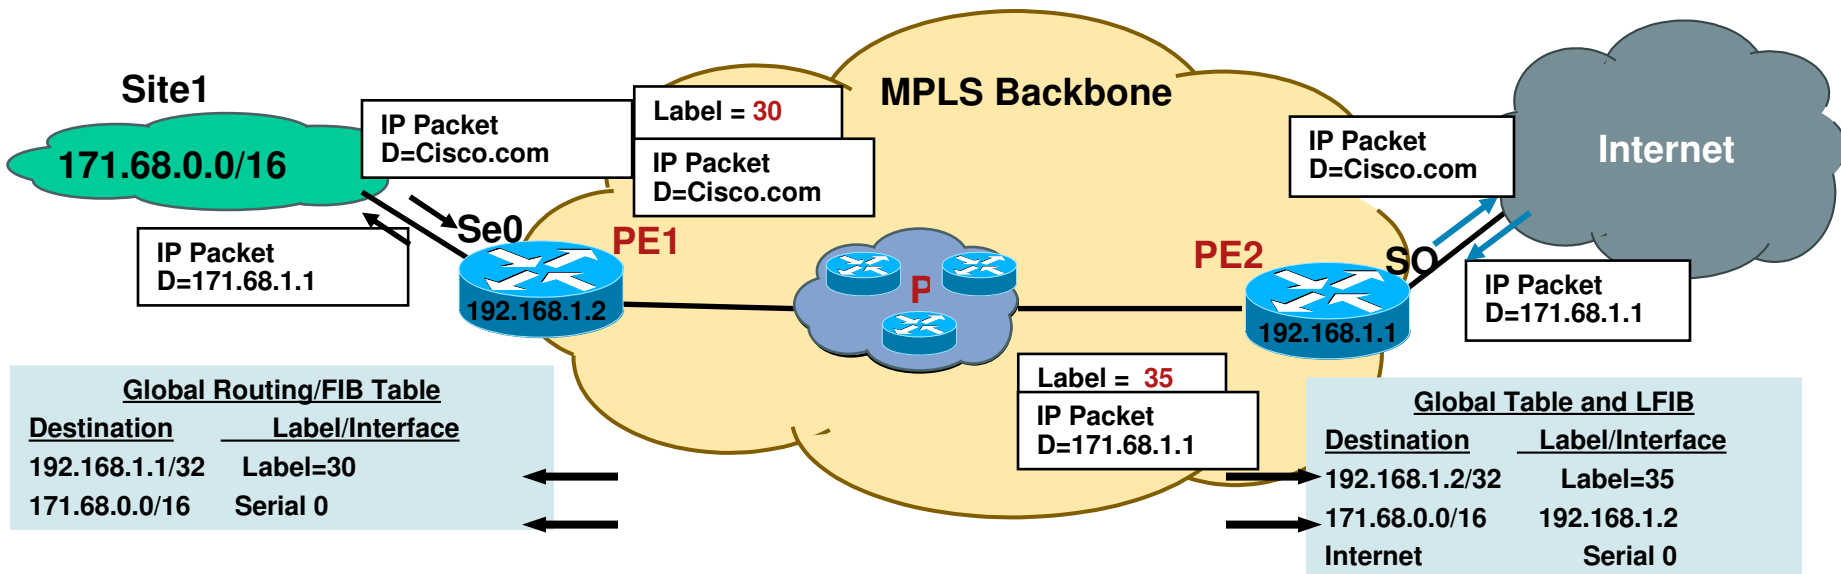 Site1
171.68.0.0/16
IP Packet
D=Cisco.com
Label = 30
IP Packet
D=Cisco.com
MPLS Backbone
IP Packet
D=Cisco.com
Internet
Se0
PE1
IP Packet
D=171.68.1.1
192.168.1.2
P
PE2
SO
192.168.1.1
IP Packet
D=171.68.1.1
Label = 35
IP Packet
D=171.68.1.1
Global Routing/FIB Table
Destination Label/Interface
192.168.1.1/32 Label=30
171.68.0.0/16 Serial 0
Global Table and LFIB
Destination Label/Interface
192.168.1.2/32 Label=35
171.68.0.0/16 192.168.1.2
Internet Serial 0